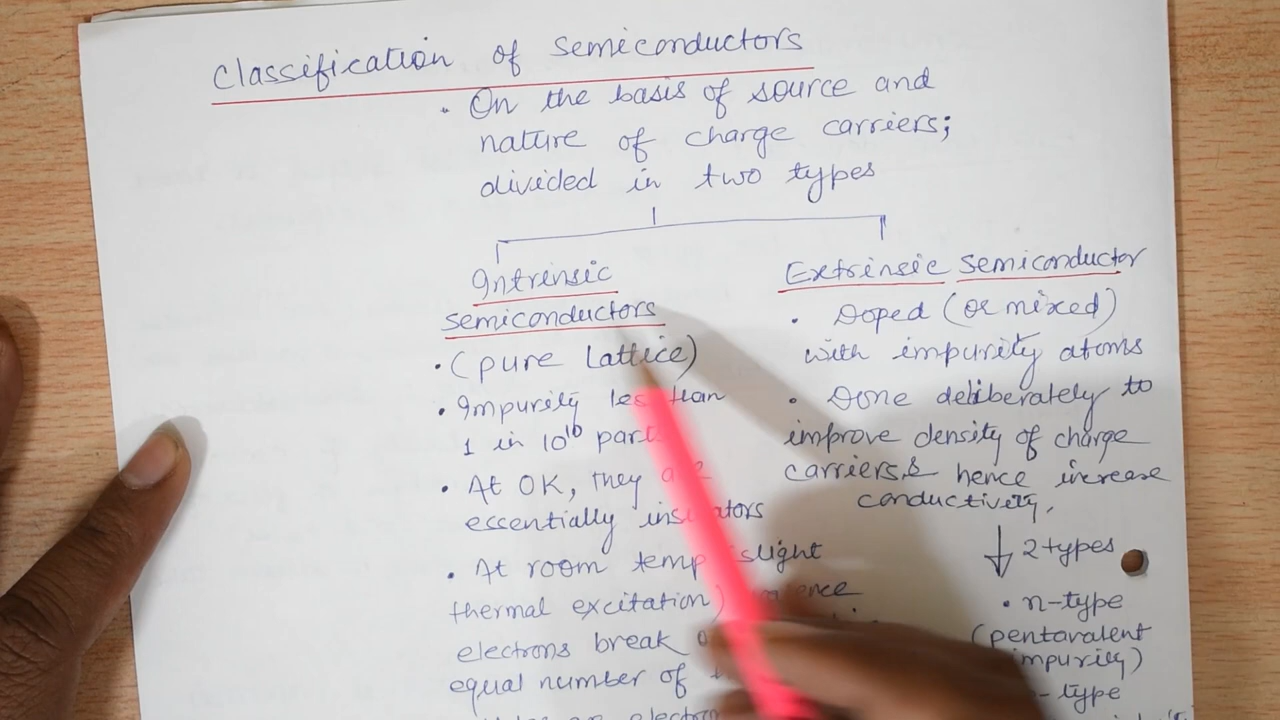 Classification of semiconductors
• On the basis of source and
nature of charge carriers;
divided in two types
Intrinsic
semiconductors
• (pure lattice)
• Impurity less than
1 in 10¹⁰ part
• At 0K, they are
essentially insulators
• At room temp (slight
thermal excitation)
electrons break
equal number of
Extrinsic semiconductor
• Doped (or mixed)
with impurity atoms
• Done deliberately to
improve density of charge
carriers & hence increase
conductivity.
↓ 2 types
• n-type
(pentavalent
impurity)
-type